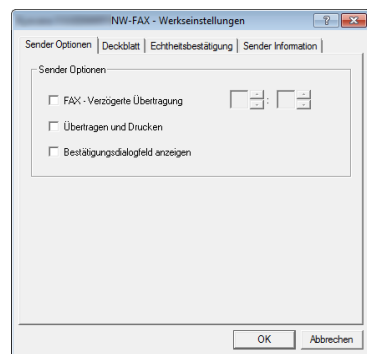 NW-FAX - Werkseinstellungen
Sender Optionen Deckblatt Echtheitsbestätigung Sender Information
Sender Optionen
FAX - Verzögerte Übertragung :
Übertragen und Drucken
Bestätigungsdialogfeld anzeigen
OK Abbrechen